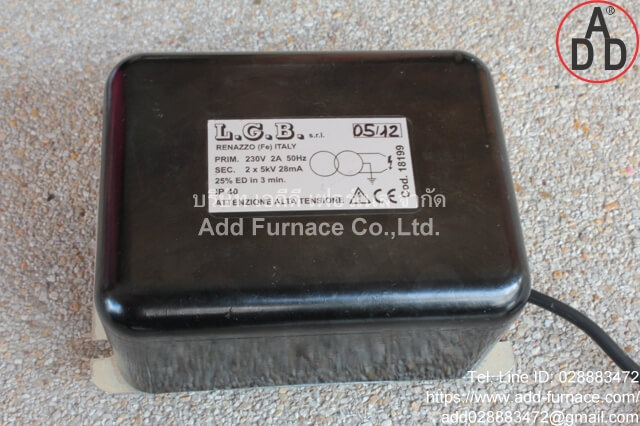 ADD
L.G.B. s.r.l.
05/12
RENAZZO (Fe) ITALY
PRIM. 230V 2A 50Hz
SEC. 2 x 5kV 28mA
25% ED in 3 min.
IP 40
ATTENZIONE ALTA TENSIONE
CE
Cod. 18199
Add Furnace Co.,Ltd.
Tel. Line ID: 028883472
https://www.add-furnace.com/
add028883472@gmail.com